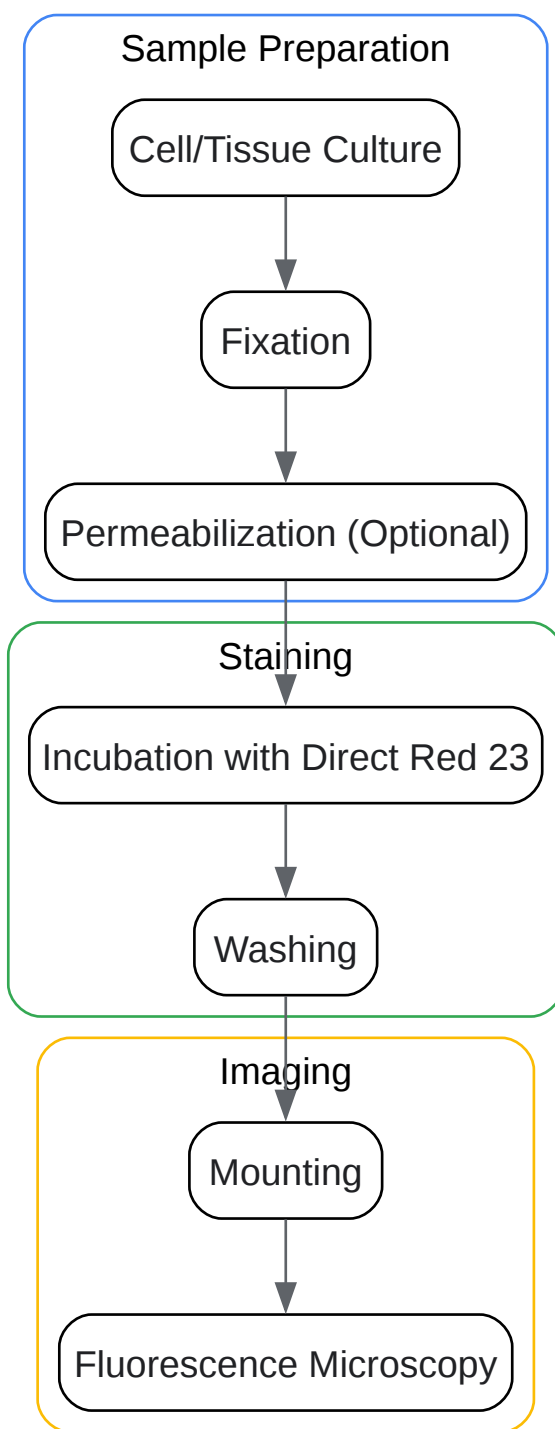 Sample Preparation
Cell/Tissue Culture
Fixation
Permeabilization (Optional)
Staining
Incubation with Direct Red 23
Washing
Imaging
Mounting
Fluorescence Microscopy